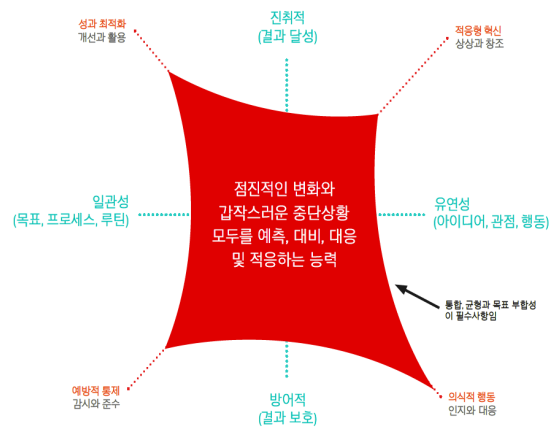 성과 최적화
개선과 활용
진취적
(결과 달성)
적응형 혁신
상상과 창조
일관성
(목표, 프로세스, 루틴)
점진적인 변화와
갑작스러운 중단상황
모두를 예측, 대비, 대응
및 적응하는 능력
유연성
(아이디어, 관점, 행동)
통합, 균형과 목표 부합성
이 필수사항임
예방적 통제
감시와 준수
방어적
(결과 보호)
의식적 행동
인지와 대응